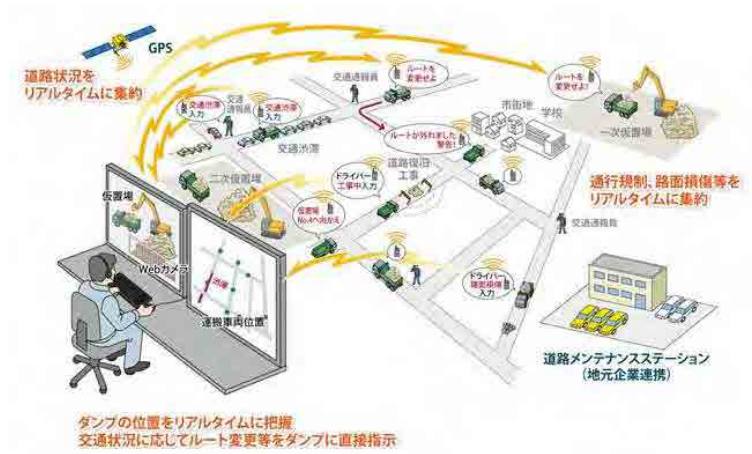 GPS
道路状況を
リアルタイムに集約
交通渋滞
入力
交通
通報員
交通渋滞
入力
交通渋滞
交通通報員
ルートを
変更せよ
ルートを
変更せよ!
一次仮置場
市街地
学校
ルートが外れました
警告!
二次仮置場
道路復旧
工事
ドライバー
工事中入力
仮置場
No.4へ向かえ
通行規制、路面損傷等を
リアルタイムに集約
交通通報員
仮置場
Webカメラ
渋滞
運搬車両位置
ドライバー
路面損傷
入力
道路メンテナンスステーション
(地元企業連携)
ダンプの位置をリアルタイムに把握
交通状況に応じてルート変更等をダンプに直接指示